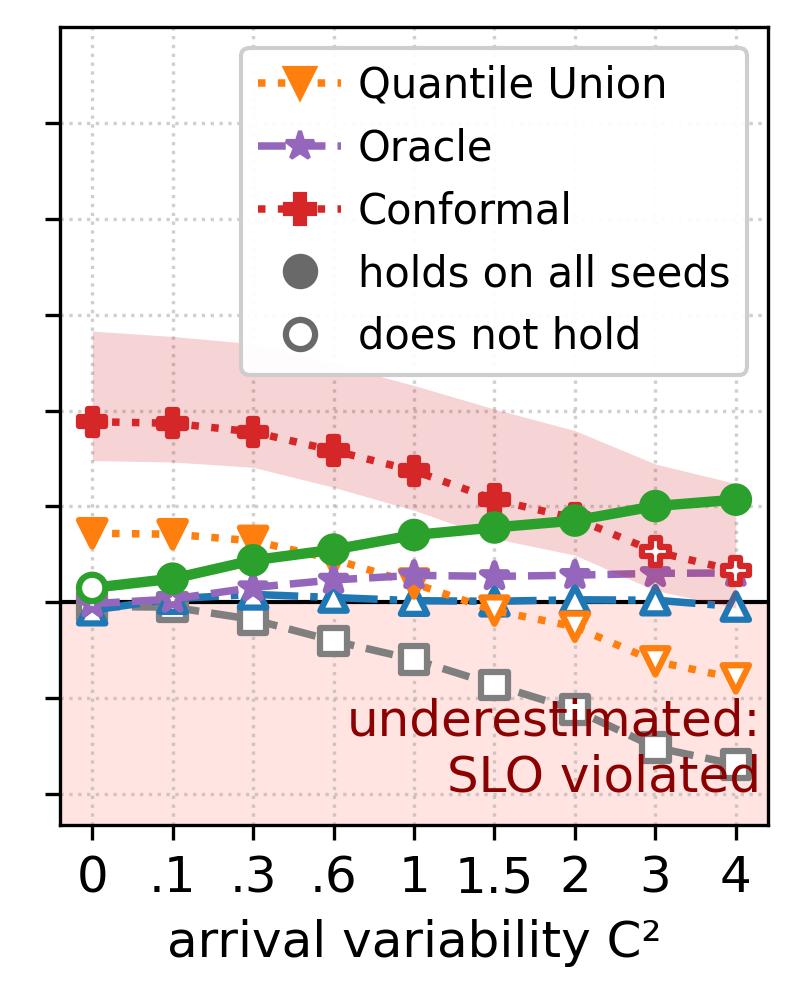 Quantile Union
Oracle
Conformal
holds on all seeds
does not hold
underestimated:
SLO violated
0 .1 .3 .6 1 1.5 2 3 4
arrival variability C²